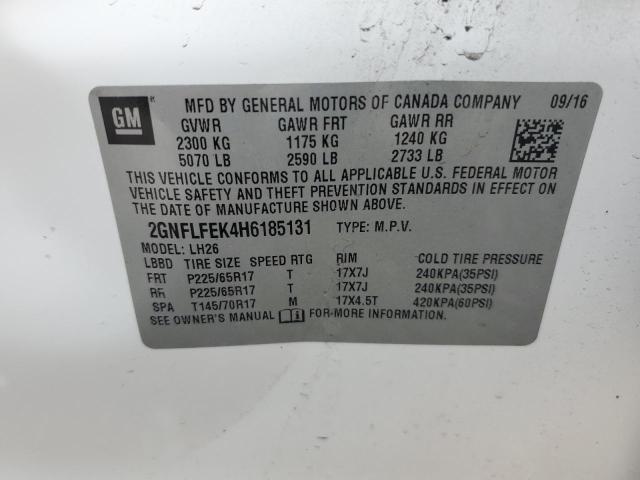 GM
MFD BY GENERAL MOTORS OF CANADA COMPANY 09/16
GVWR GAWR FRT GAWR RR
2300 KG 1175 KG 1240 KG
5070 LB 2590 LB 2733 LB
THIS VEHICLE CONFORMS TO ALL APPLICABLE U.S. FEDERAL MOTOR
VEHICLE SAFETY AND THEFT PREVENTION STANDARDS IN EFFECT ON
THE DATE OF MANUFACTURE SHOWN ABOVE.
2GNFLFEK4H6185131 TYPE: M.P.V.
MODEL: LH26
LBBD TIRE SIZE SPEED RTG RIM COLD TIRE PRESSURE
FRT P225/65R17 T 17X7J 240KPA(35PSI)
RR P225/65R17 T 17X7J 240KPA(35PSI)
SPA T145/70R17 M 17X4.5T 420KPA(60PSI)
SEE OWNER'S MANUAL FOR MORE INFORMATION.